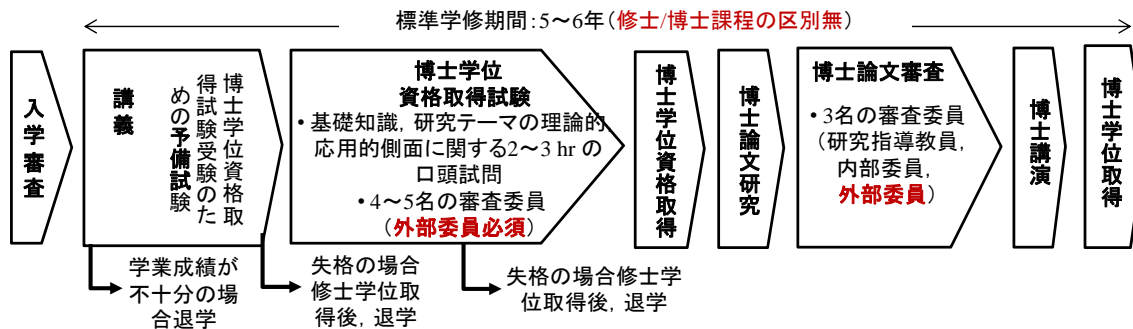 標準学修期間:5～6年(修士/博士課程の区別無)
入学審査
講義
博士学位資格取
得試験受験のた
めの予備試験
博士学位
資格取得試験
・基礎知識,研究テーマの理論的,
応用的側面に関する2～3 hr の
口頭試問
・4～5名の審査委員
(外部委員必須)
博士学位資格取得
博士論文研究
博士論文審査
・3名の審査委員
(研究指導教員,
内部委員,
外部委員)
博士講演
博士学位取得
学業成績が
不十分の場
合退学
失格の場合
修士学位取
得後,退学
失格の場合修士学
位取得後,退学